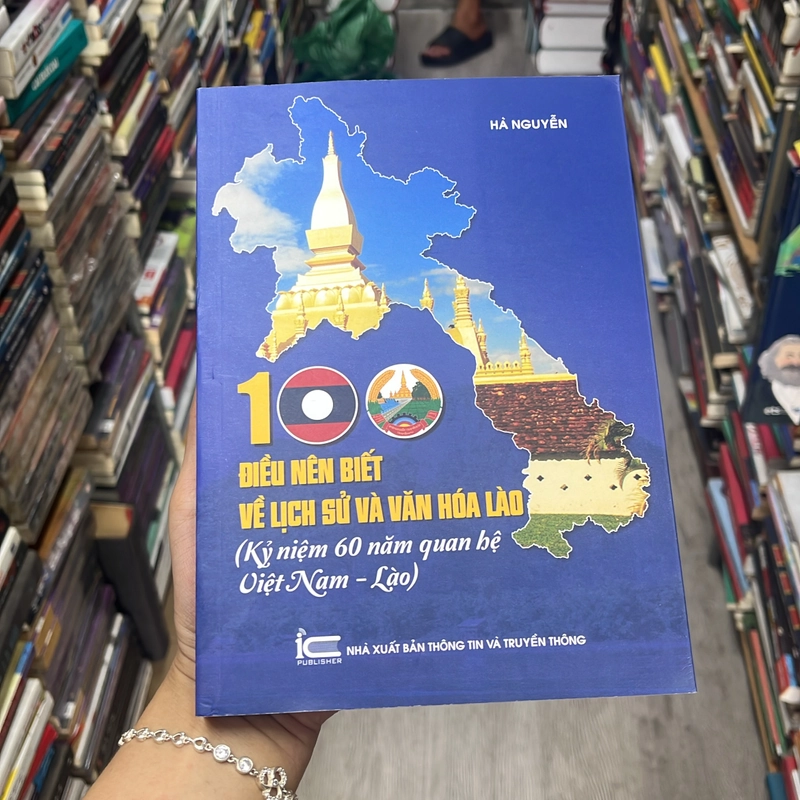 HÀ NGUYỄN
100
ĐIỀU NÊN BIẾT
VỀ LỊCH SỬ VÀ VĂN HÓA LÀO
(Kỷ niệm 60 năm quan hệ
Việt Nam - Lào)
iC
PUBLISHER
NHÀ XUẤT BẢN THÔNG TIN VÀ TRUYỀN THÔNG